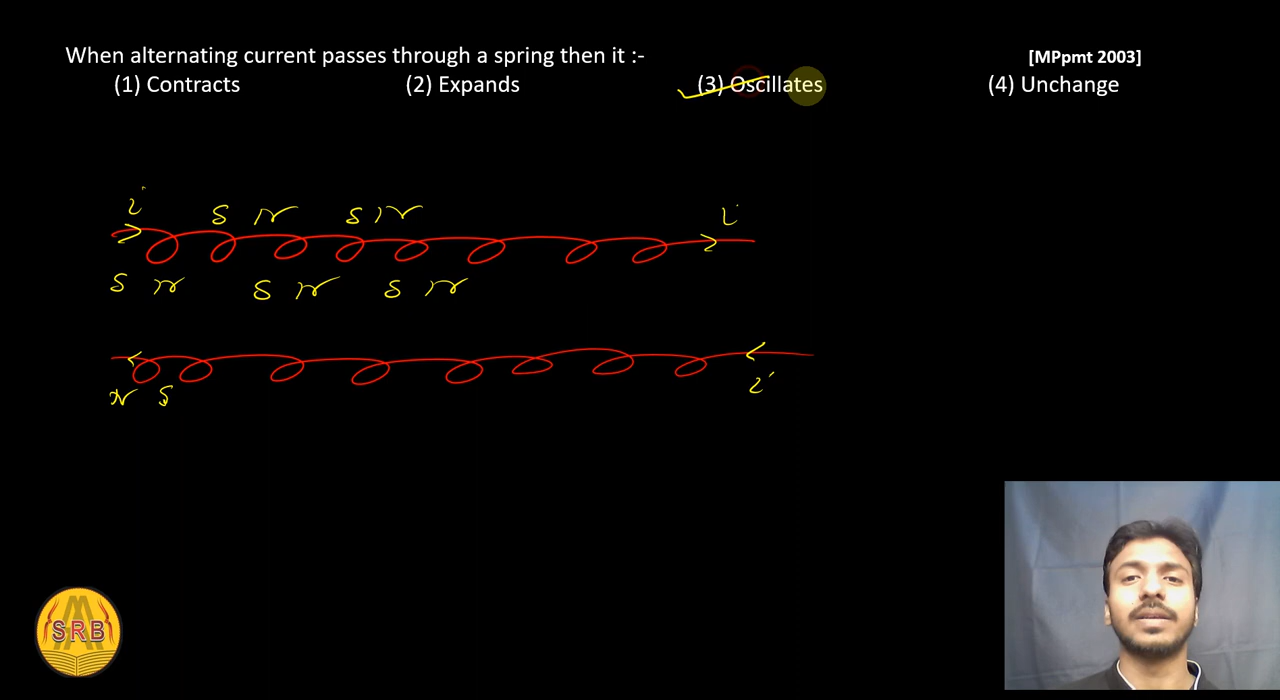 When alternating current passes through a spring then it :- [MPpmt 2003]
(1) Contracts (2) Expands (3) Oscillates (4) Unchange
i S N S N i
S N S N S N
N S i
SRB